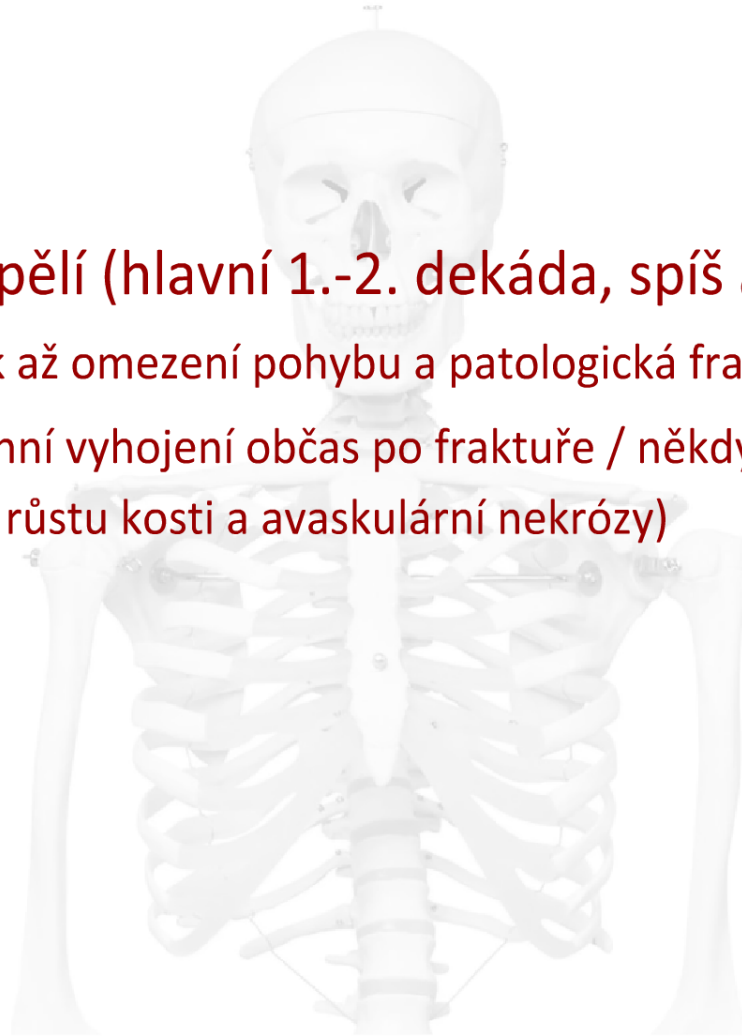 pělí (hlavní 1.-2. dekáda, spíš
až omezení pohybu a patologická fra
nní vyhojení občas po fraktuře / někdy
růstu kosti a avaskulární nekrózy)